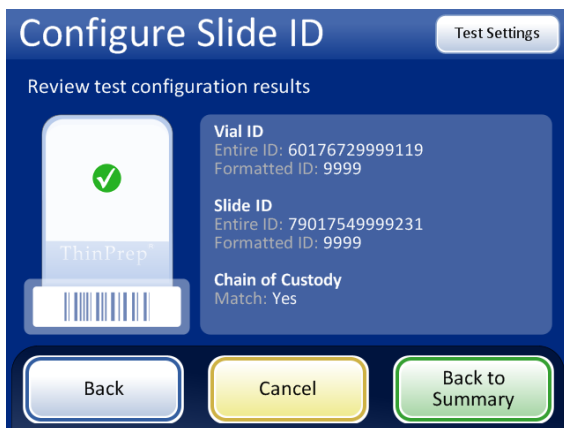 Configure Slide ID
Test Settings
Review test configuration results
Vial ID
Entire ID: 60176729999119
Formatted ID: 9999
Slide ID
Entire ID: 79017549999231
Formatted ID: 9999
Chain of Custody
Match: Yes
ThinPrep®
Back
Cancel
Back to
Summary